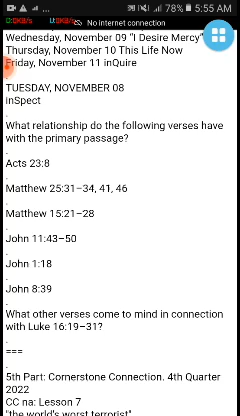 78% 5:55 AM
0:0KB/s U:0KB/s No internet connection
Wednesday, November 09 “I Desire Mercy”
Thursday, November 10 This Life Now
Friday, November 11 inQuire
.
TUESDAY, NOVEMBER 08
inSpect
.
What relationship do the following verses have
with the primary passage?
.
Acts 23:8
.
Matthew 25:31–34, 41, 46
.
Matthew 15:21–28
.
John 11:43–50
.
John 1:18
.
John 8:39
.
What other verses come to mind in connection
with Luke 16:19–31?
.
===
.
5th Part: Cornerstone Connection. 4th Quarter
2022
CC na: Lesson 7
"the world's worst terrorist"